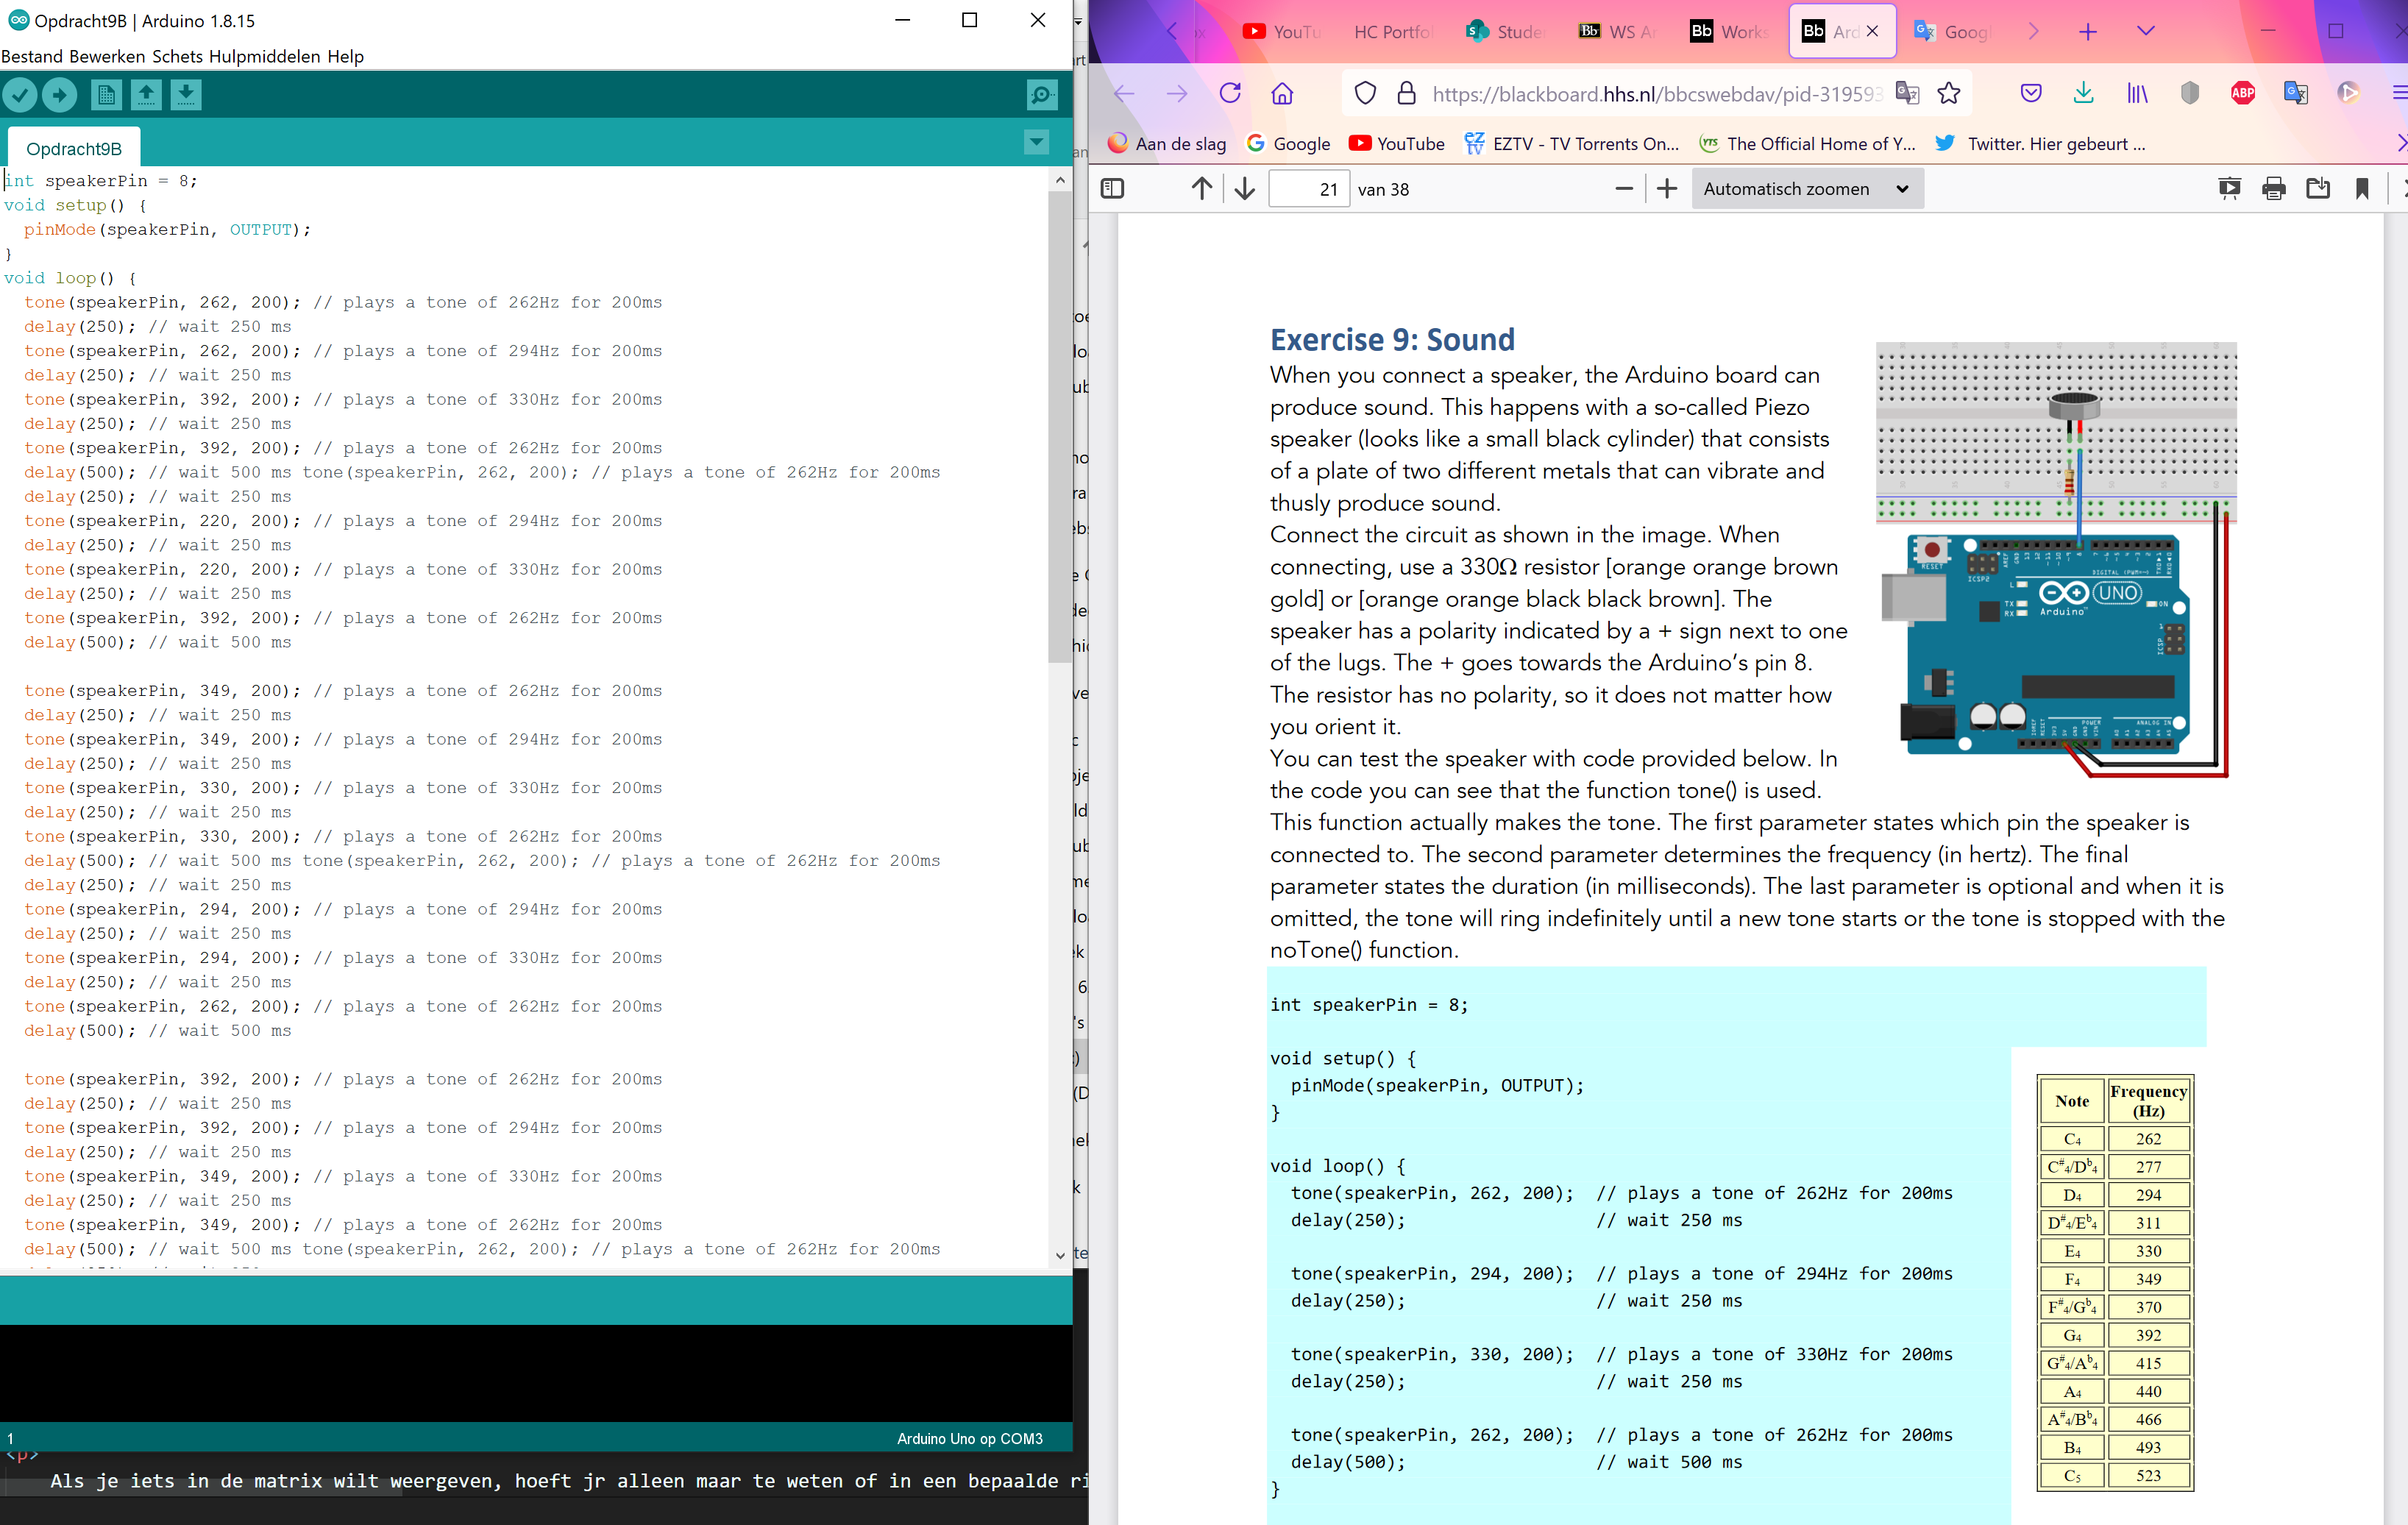 Opdracht9B | Arduino 1.8.15
Bestand Bewerken Schets Hulpmiddelen Help
Opdracht9B
int speakerPin = 8;
void setup() {
  pinMode(speakerPin, OUTPUT);
}
void loop() {
  tone(speakerPin, 262, 200); // plays a tone of 262Hz for 200ms
  delay(250); // wait 250 ms
  tone(speakerPin, 262, 200); // plays a tone of 294Hz for 200ms
  delay(250); // wait 250 ms
  tone(speakerPin, 392, 200); // plays a tone of 330Hz for 200ms
  delay(250); // wait 250 ms
  tone(speakerPin, 392, 200); // plays a tone of 262Hz for 200ms
  delay(500); // wait 500 ms tone(speakerPin, 262, 200); // plays a tone of 262Hz for 200ms
  delay(250); // wait 250 ms
  tone(speakerPin, 220, 200); // plays a tone of 294Hz for 200ms
  delay(250); // wait 250 ms
  tone(speakerPin, 220, 200); // plays a tone of 330Hz for 200ms
  delay(250); // wait 250 ms
  tone(speakerPin, 392, 200); // plays a tone of 262Hz for 200ms
  delay(500); // wait 500 ms
  tone(speakerPin, 349, 200); // plays a tone of 262Hz for 200ms
  delay(250); // wait 250 ms
  tone(speakerPin, 349, 200); // plays a tone of 294Hz for 200ms
  delay(250); // wait 250 ms
  tone(speakerPin, 330, 200); // plays a tone of 330Hz for 200ms
  delay(250); // wait 250 ms
  tone(speakerPin, 330, 200); // plays a tone of 262Hz for 200ms
  delay(500); // wait 500 ms tone(speakerPin, 262, 200); // plays a tone of 262Hz for 200ms
  delay(250); // wait 250 ms
  tone(speakerPin, 294, 200); // plays a tone of 294Hz for 200ms
  delay(250); // wait 250 ms
  tone(speakerPin, 294, 200); // plays a tone of 330Hz for 200ms
  delay(250); // wait 250 ms
  tone(speakerPin, 262, 200); // plays a tone of 262Hz for 200ms
  delay(500); // wait 500 ms
  tone(speakerPin, 392, 200); // plays a tone of 262Hz for 200ms
  delay(250); // wait 250 ms
  tone(speakerPin, 392, 200); // plays a tone of 294Hz for 200ms
  delay(250); // wait 250 ms
  tone(speakerPin, 349, 200); // plays a tone of 330Hz for 200ms
  delay(250); // wait 250 ms
  tone(speakerPin, 349, 200); // plays a tone of 262Hz for 200ms
  delay(500); // wait 500 ms tone(speakerPin, 262, 200); // plays a tone of 262Hz for 200ms
1
Arduino Uno op COM3
<p>
Als je iets in de matrix wilt weergeven, hoeft jr alleen maar te weten of in een bepaalde ri
YouTu
HC Portfo
Stude
WS Ar
Works
Ard
Goog
https://blackboard.hhs.nl/bbcswebdav/pid-319593
ABP
Aan de slag
Google
YouTube
EZTV - TV Torrents On...
The Official Home of Y...
Twitter. Hier gebeurt ...
21 van 38
Automatisch zoomen
Exercise 9: Sound
When you connect a speaker, the Arduino board can
produce sound. This happens with a so-called Piezo
speaker (looks like a small black cylinder) that consists
of a plate of two different metals that can vibrate and
thusly produce sound.
Connect the circuit as shown in the image. When
connecting, use a 330Ω resistor [orange orange brown
gold] or [orange orange black black brown]. The
speaker has a polarity indicated by a + sign next to one
of the lugs. The + goes towards the Arduino’s pin 8.
The resistor has no polarity, so it does not matter how
you orient it.
You can test the speaker with code provided below. In
the code you can see that the function tone() is used.
This function actually makes the tone. The first parameter states which pin the speaker is
connected to. The second parameter determines the frequency (in hertz). The final
parameter states the duration (in milliseconds). The last parameter is optional and when it is
omitted, the tone will ring indefinitely until a new tone starts or the tone is stopped with the
noTone() function.
RESET
ICSP2
DIGITAL (PWM~)
L
TX
RX
UNO
Arduino™
ON
ICSP
POWER
ANALOG IN
int speakerPin = 8;
void setup() {
  pinMode(speakerPin, OUTPUT);
}
void loop() {
  tone(speakerPin, 262, 200);  // plays a tone of 262Hz for 200ms
  delay(250);                  // wait 250 ms
  tone(speakerPin, 294, 200);  // plays a tone of 294Hz for 200ms
  delay(250);                  // wait 250 ms
  tone(speakerPin, 330, 200);  // plays a tone of 330Hz for 200ms
  delay(250);                  // wait 250 ms
  tone(speakerPin, 262, 200);  // plays a tone of 262Hz for 200ms
  delay(500);                  // wait 500 ms
}
Note Frequency (Hz)
C4 262
C#4/Db4 277
D4 294
D#4/Eb4 311
E4 330
F4 349
F#4/Gb4 370
G4 392
G#4/Ab4 415
A4 440
A#4/Bb4 466
B4 493
C5 523